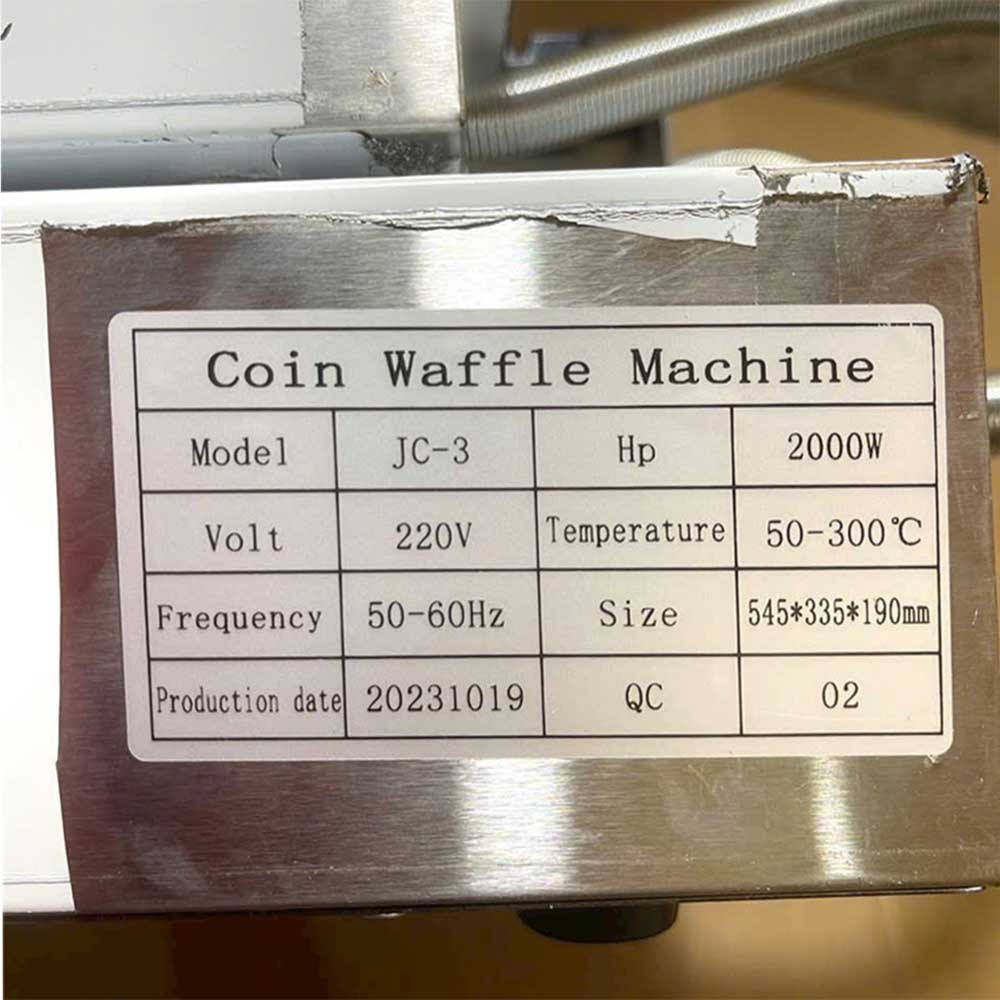 Coin Waffle Machine
Model JC-3 Hp 2000W
Volt 220V Temperature 50-300℃
Frequency 50-60Hz Size 545*335*190mm
Production date 20231019 QC 02